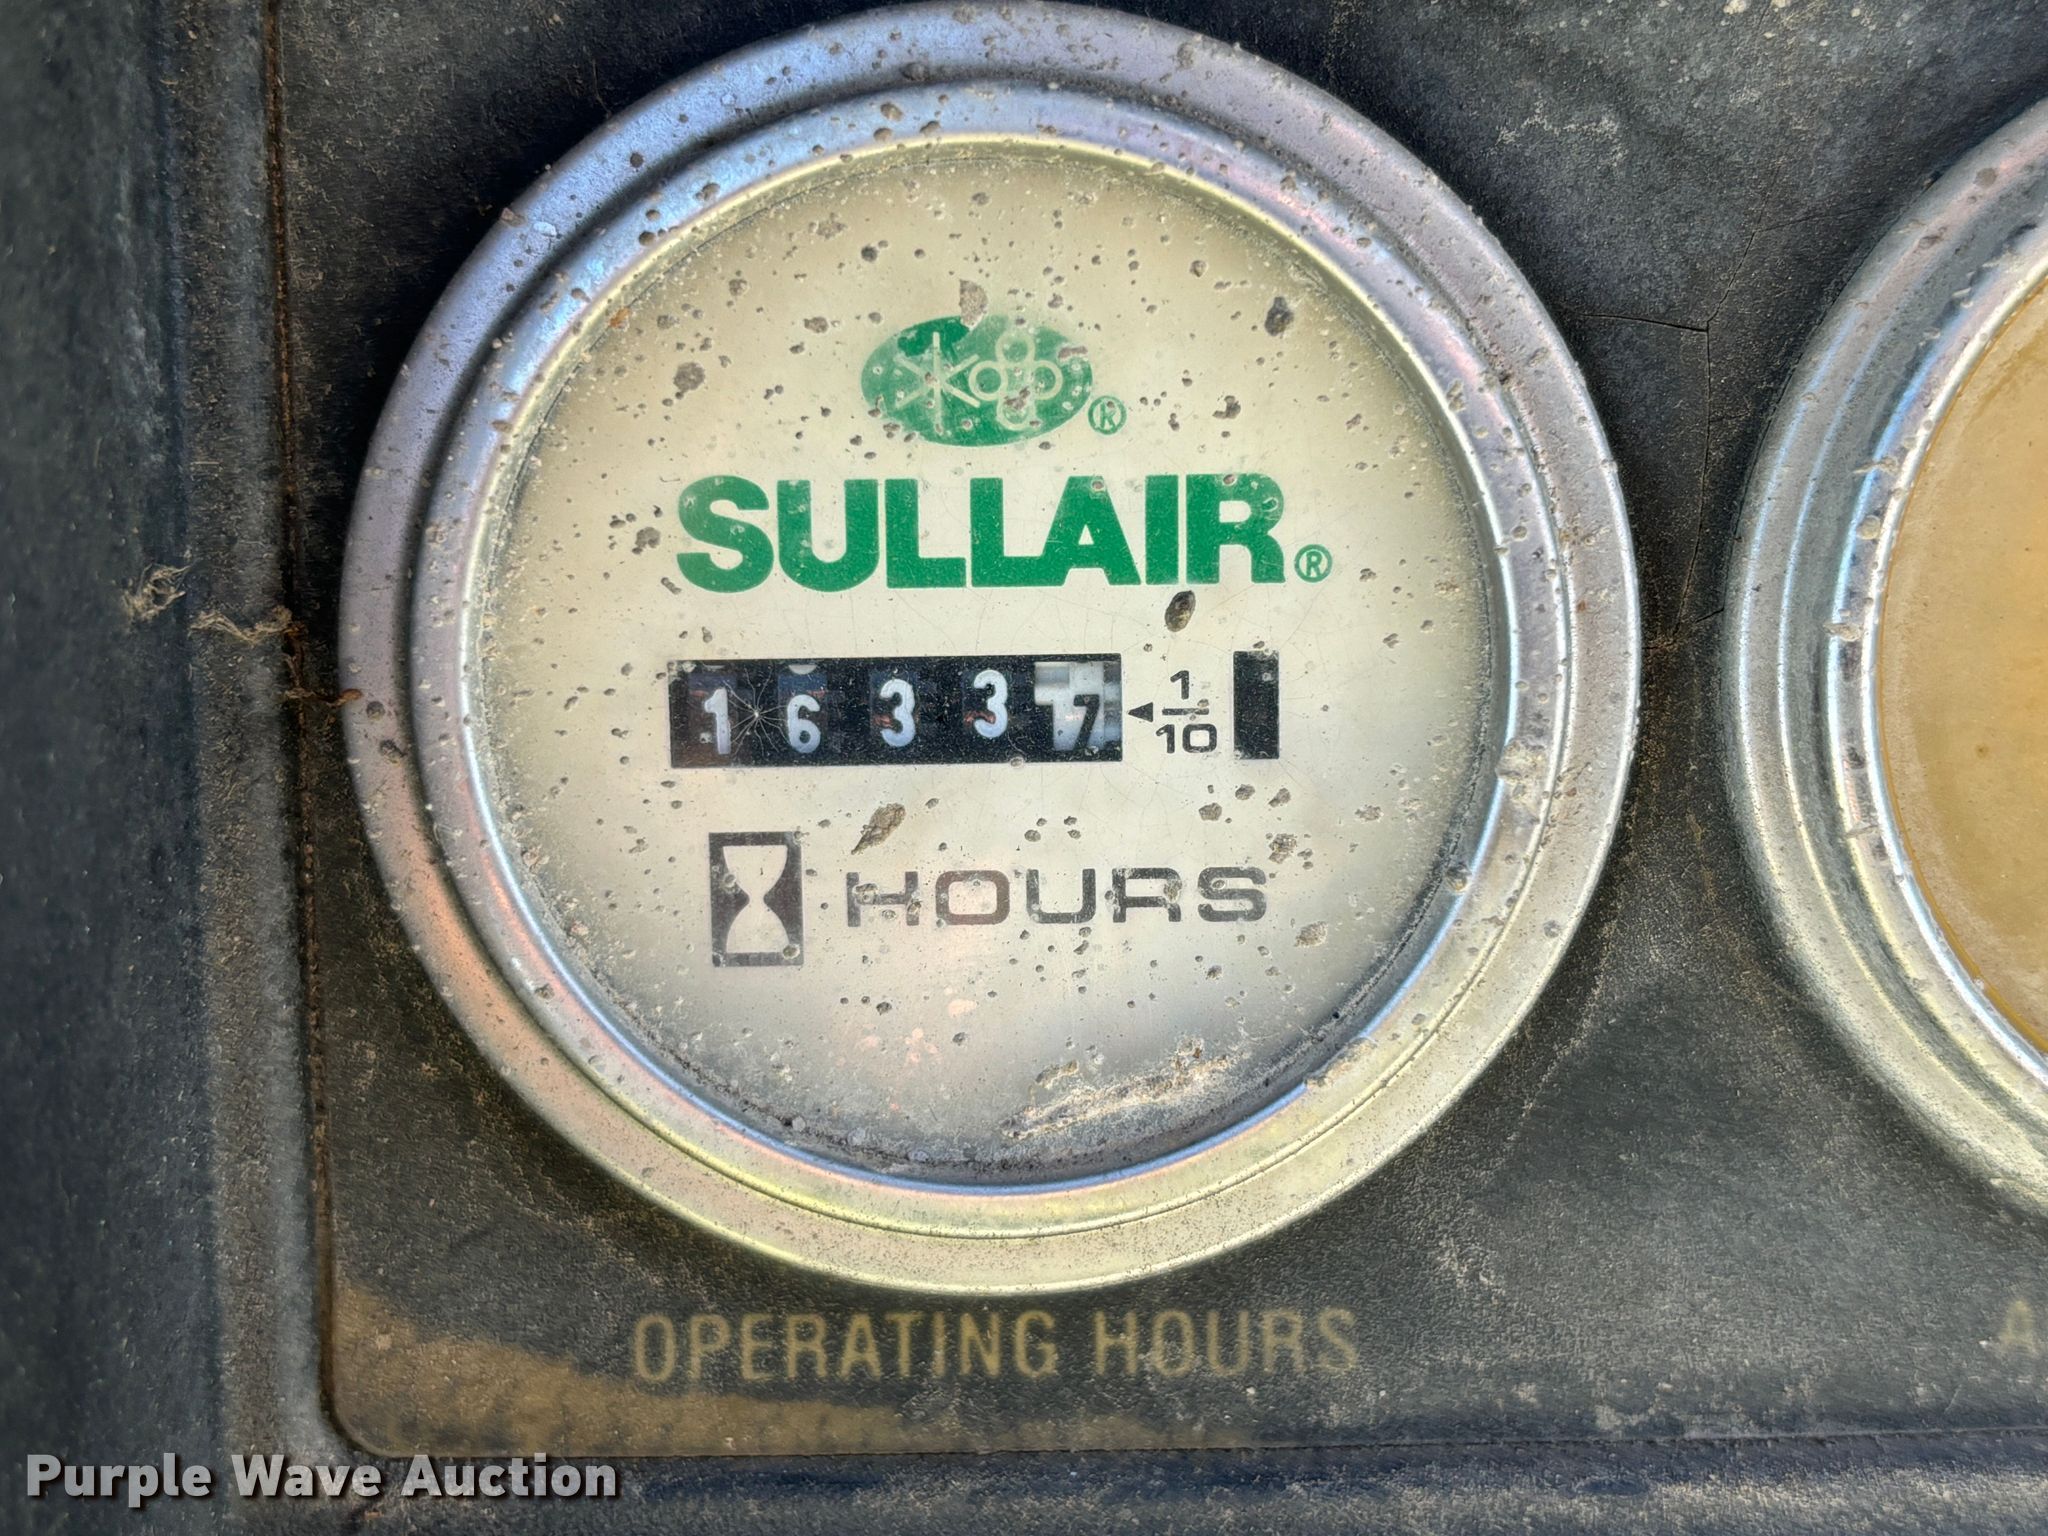 ®
SULLAIR®
16337 ◄ 1/10
HOURS
OPERATING HOURS
A
Purple Wave Auction